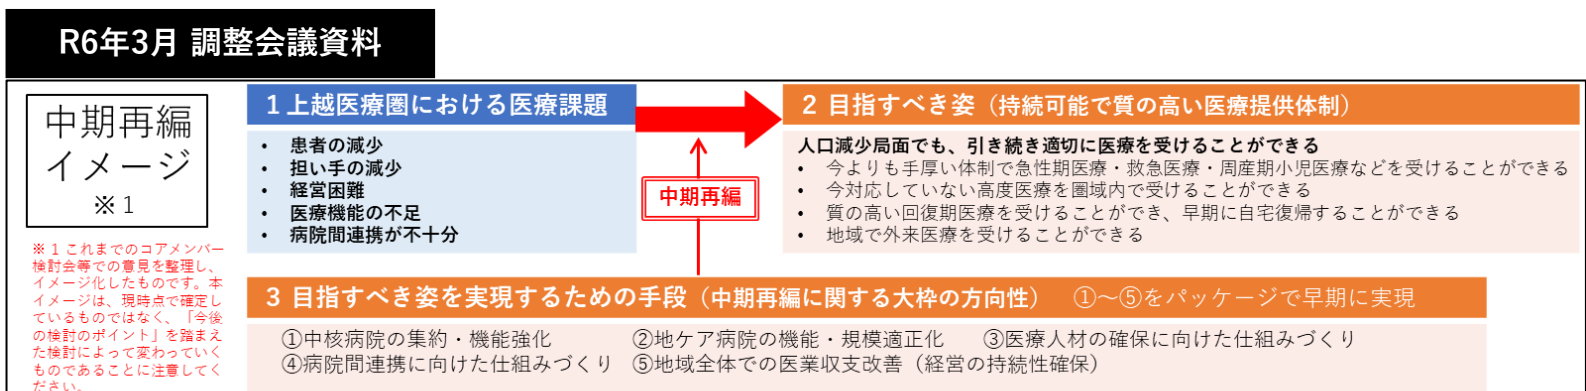 R6年3月 調整会議資料
中期再編
イメージ
※1
※1 これまでのコアメンバー
検討会等での意見を整理し、
イメージ化したものです。本
イメージは、現時点で確定し
ているものではなく、「今後
の検討のポイント」を踏まえ
た検討によって変わっていく
ものであることに注意してく
ださい。
1 上越医療圏における医療課題
• 患者の減少
• 担い手の減少
• 経営困難
• 医療機能の不足
• 病院間連携が不十分
中期再編
2 目指すべき姿（持続可能で質の高い医療提供体制）
人口減少局面でも、引き続き適切に医療を受けることができる
• 今よりも手厚い体制で急性期医療・救急医療・周産期小児医療などを受けることができる
• 今対応していない高度医療を圏域内で受けることができる
• 質の高い回復期医療を受けることができ、早期に自宅復帰することができる
• 地域で外来医療を受けることができる
3 目指すべき姿を実現するための手段（中期再編に関する大枠の方向性） ①～⑤をパッケージで早期に実現
①中核病院の集約・機能強化 ②地ケア病院の機能・規模適正化 ③医療人材の確保に向けた仕組みづくり
④病院間連携に向けた仕組みづくり ⑤地域全体での医業収支改善（経営の持続性確保）